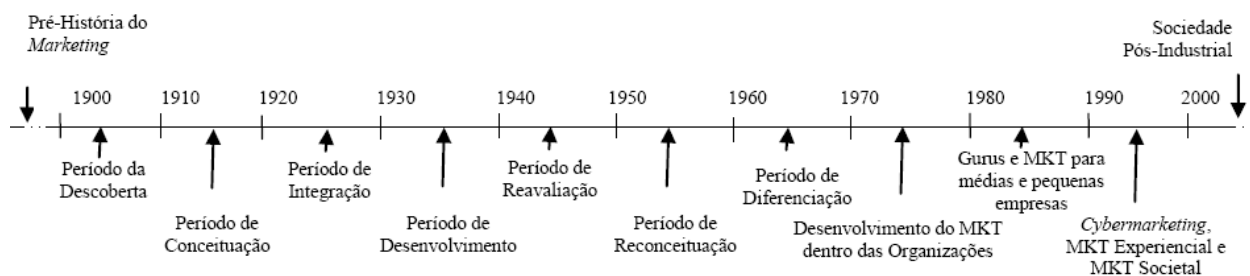 Pré-História do
Marketing
Sociedade
Pós-Industrial
1900 1910 1920 1930 1940 1950 1960 1970 1980 1990 2000
Período da
Descoberta
Período de
Conceituação
Período de
Integração
Período de
Desenvolvimento
Período de
Reavaliação
Período de
Reconceituação
Período de
Diferenciação
Desenvolvimento do MKT
dentro das Organizações
Gurus e MKT para
médias e pequenas
empresas
Cybermarketing,
MKT Experiencial e
MKT Societal